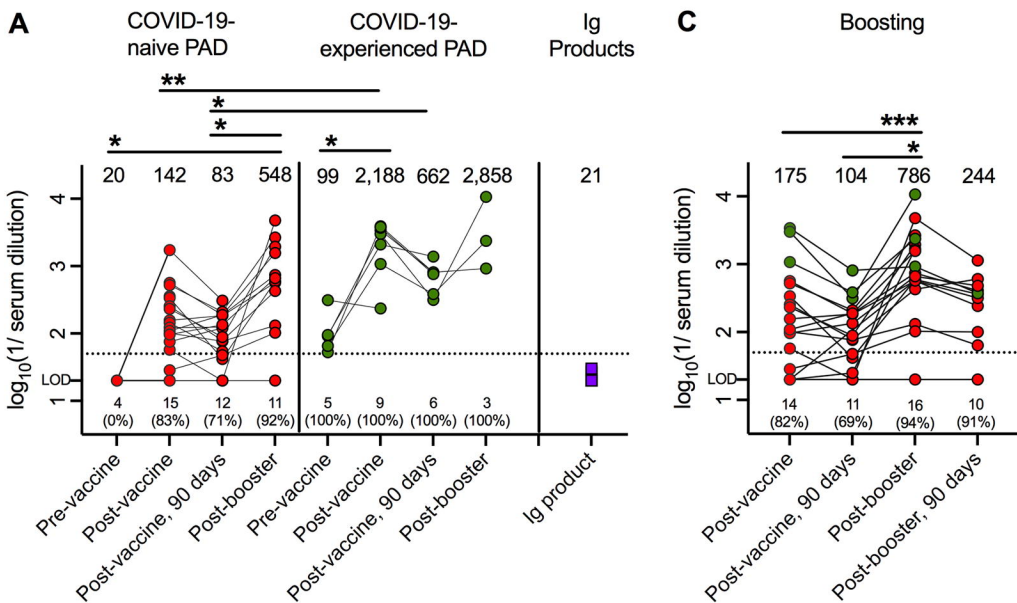 A
COVID-19-
naive PAD
COVID-19-
experienced PAD
Ig
Products
**
*
*
*
*
20 142 83 548 99 2,188 662 2,858 21
log10(1/ serum dilution)
4
3
2
LOD
1
4 15 12 11 5 9 6 3
(0%) (83%) (71%) (92%) (100%) (100%) (100%) (100%)
Pre-vaccine
Post-vaccine
Post-vaccine, 90 days
Post-booster
Pre-vaccine
Post-vaccine
Post-vaccine, 90 days
Post-booster
Ig product
C
Boosting
***
*
175 104 786 244
log10(1/ serum dilution)
4
3
2
LOD
1
14 11 16 10
(82%) (69%) (94%) (91%)
Post-vaccine
Post-vaccine, 90 days
Post-booster
Post-booster, 90 days